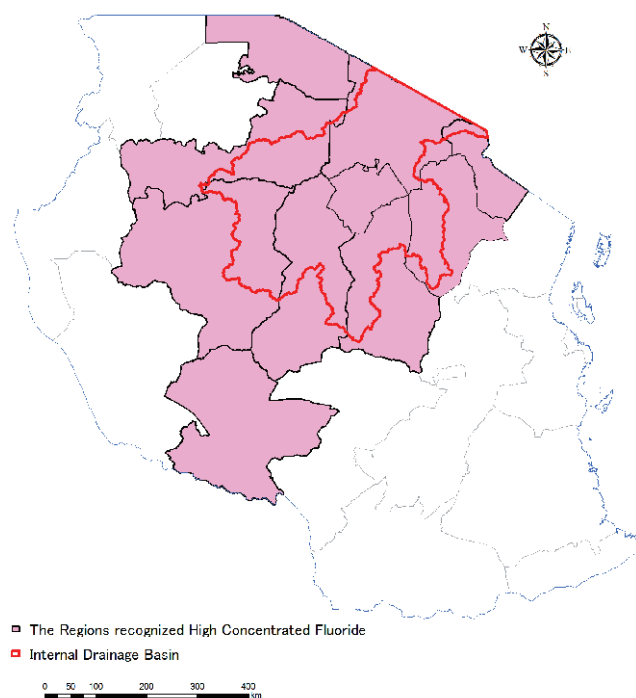 N
W E
S
The Regions recognized High Concentrated Fluoride
Internal Drainage Basin
0 50 100 200 300 400
km